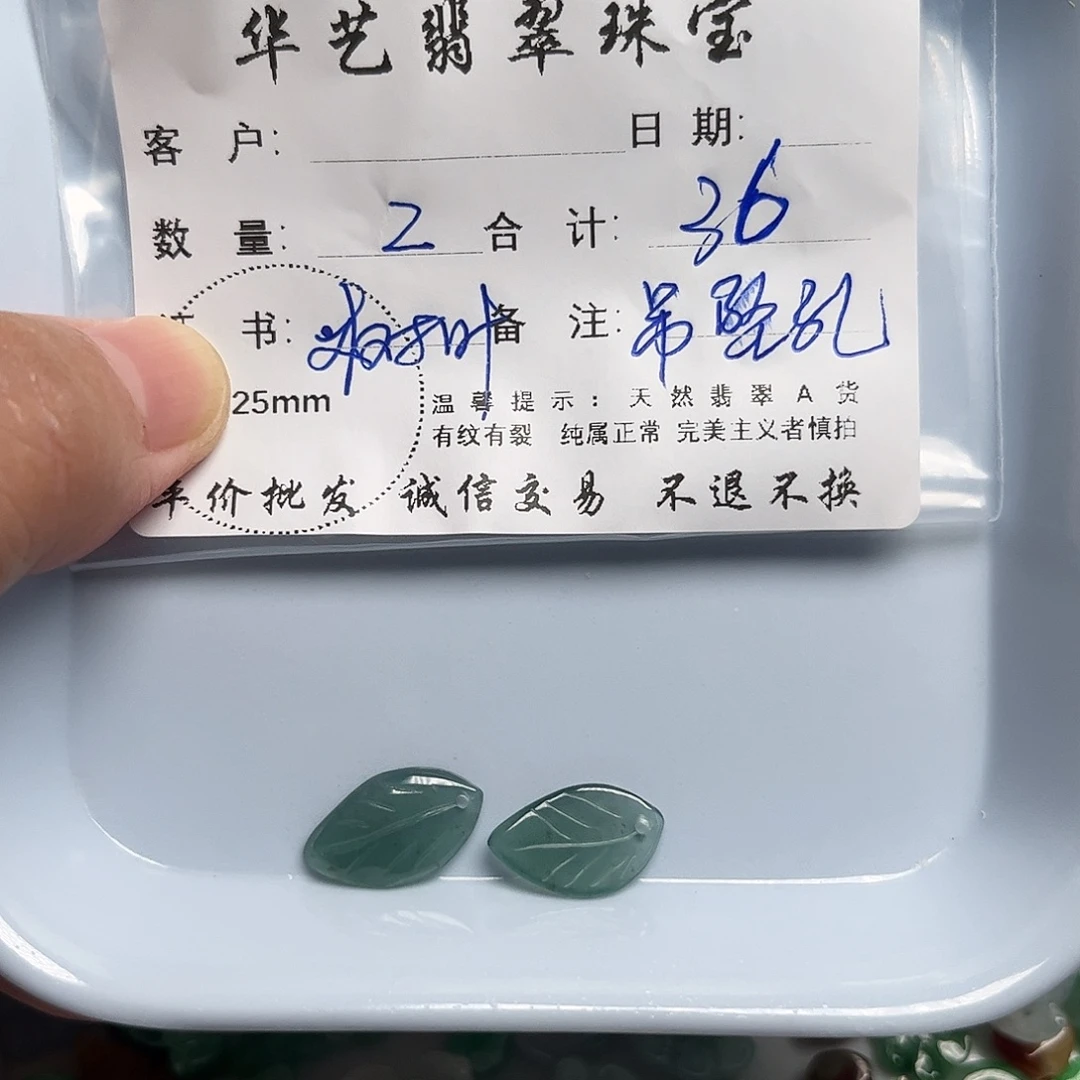 华艺翡翠珠宝
客 户: 日 期:
数 量: 2 合 计: 36
书: 树叶 备 注: 吊坠孔
25mm 温馨提示: 天然翡翠A货
有纹有裂 纯属正常 完美主义者慎拍
价批发 诚信交易 不退不换